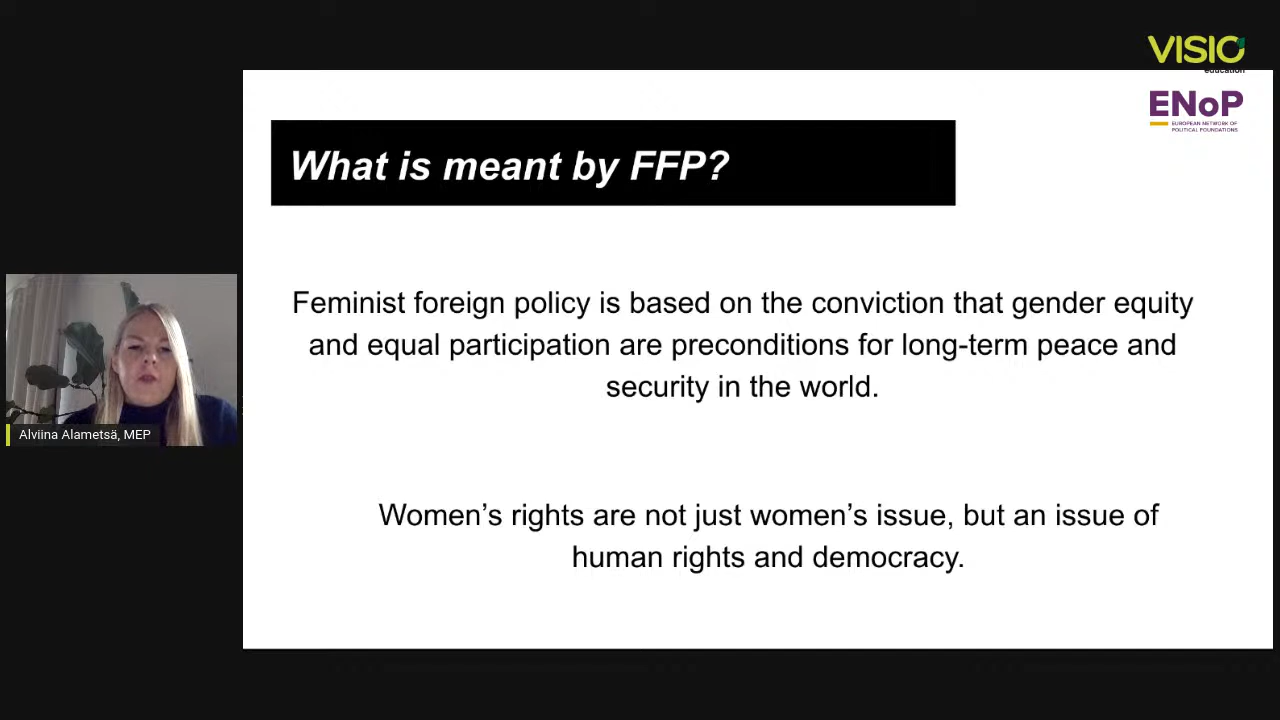 VISIO
education
ENoP
EUROPEAN NETWORK OF
POLITICAL FOUNDATIONS
What is meant by FFP?
Feminist foreign policy is based on the conviction that gender equity
and equal participation are preconditions for long-term peace and
security in the world.
Alviina Alametsä, MEP
Women’s rights are not just women’s issue, but an issue of
human rights and democracy.